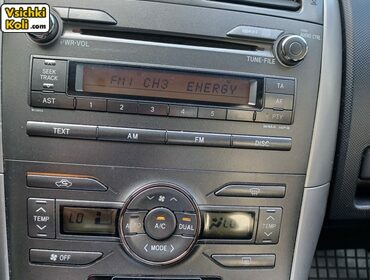 Vsichki
Koli.com
PWR·VOL
TUNE·FILE
SEEK
TRACK
FM1 CH3 ENERGY
TA
AF
PTY
AST
1 2 3 4 5 6
TEXT AM FM DISC
TEMP LO A/C DUAL LO TEMP
MODE
OFF